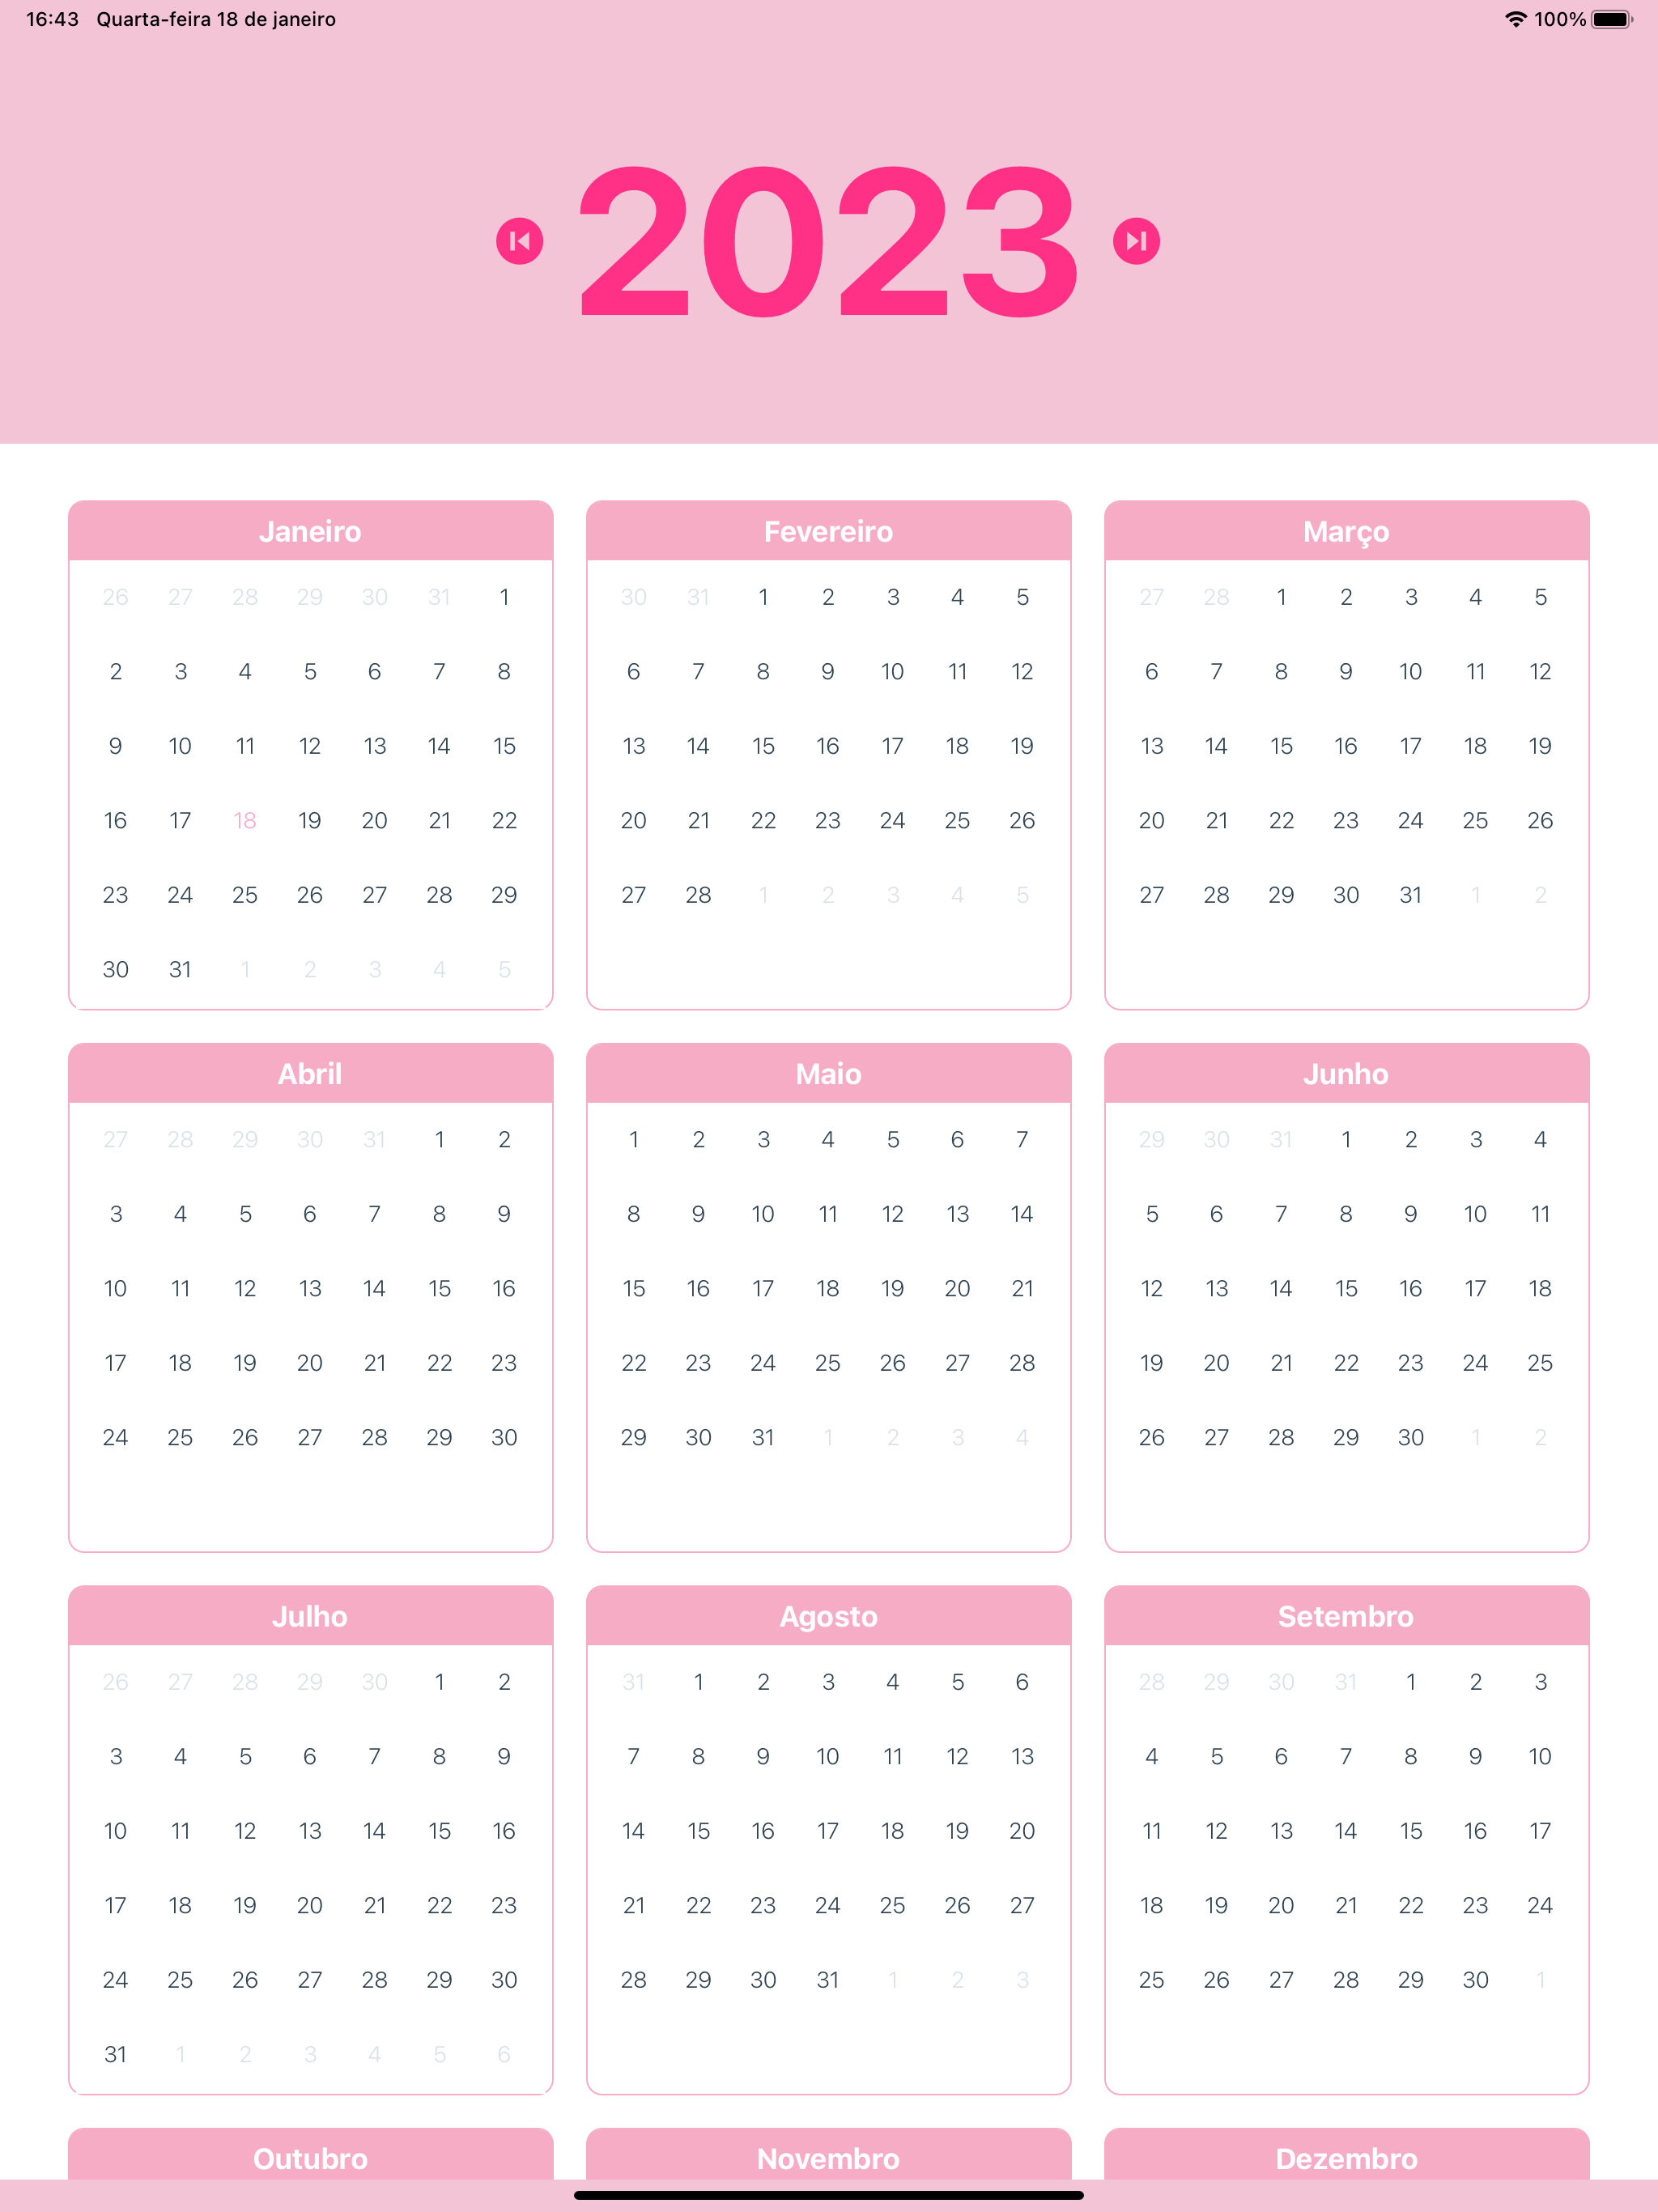 16:43 Quarta-feira 18 de janeiro 100%
2023
Janeiro
26 27 28 29 30 31 1
2 3 4 5 6 7 8
9 10 11 12 13 14 15
16 17 18 19 20 21 22
23 24 25 26 27 28 29
30 31 1 2 3 4 5
Fevereiro
30 31 1 2 3 4 5
6 7 8 9 10 11 12
13 14 15 16 17 18 19
20 21 22 23 24 25 26
27 28 1 2 3 4 5
Março
27 28 1 2 3 4 5
6 7 8 9 10 11 12
13 14 15 16 17 18 19
20 21 22 23 24 25 26
27 28 29 30 31 1 2
Abril
27 28 29 30 31 1 2
3 4 5 6 7 8 9
10 11 12 13 14 15 16
17 18 19 20 21 22 23
24 25 26 27 28 29 30
Maio
1 2 3 4 5 6 7
8 9 10 11 12 13 14
15 16 17 18 19 20 21
22 23 24 25 26 27 28
29 30 31 1 2 3 4
Junho
29 30 31 1 2 3 4
5 6 7 8 9 10 11
12 13 14 15 16 17 18
19 20 21 22 23 24 25
26 27 28 29 30 1 2
Julho
26 27 28 29 30 1 2
3 4 5 6 7 8 9
10 11 12 13 14 15 16
17 18 19 20 21 22 23
24 25 26 27 28 29 30
31 1 2 3 4 5 6
Agosto
31 1 2 3 4 5 6
7 8 9 10 11 12 13
14 15 16 17 18 19 20
21 22 23 24 25 26 27
28 29 30 31 1 2 3
Setembro
28 29 30 31 1 2 3
4 5 6 7 8 9 10
11 12 13 14 15 16 17
18 19 20 21 22 23 24
25 26 27 28 29 30 1
Outubro
Novembro
Dezembro